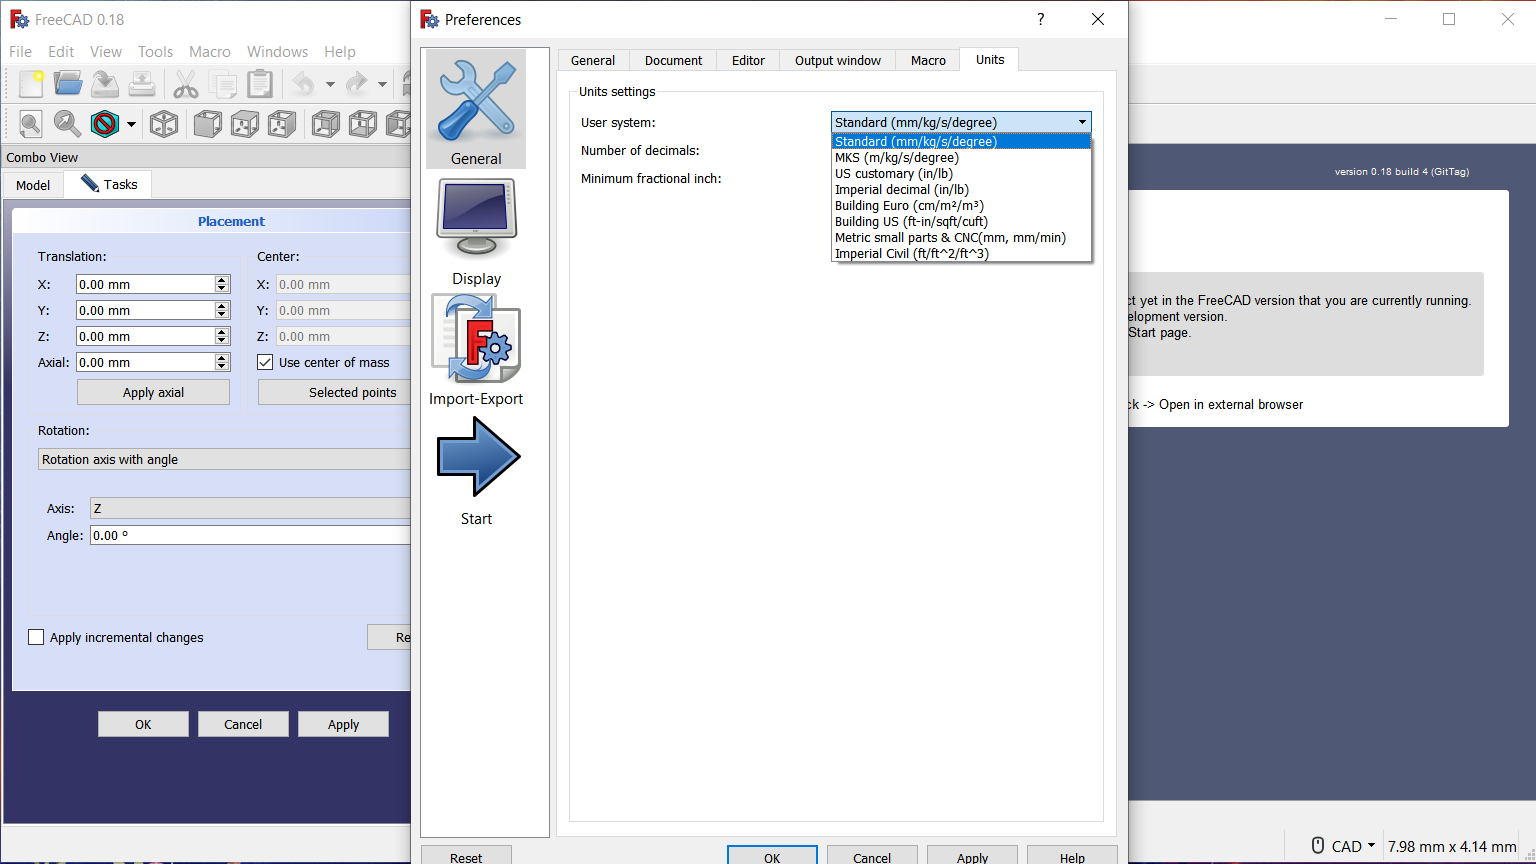 FreeCAD 0.18
File Edit View Tools Macro Windows Help
Combo View
Model Tasks
Placement
Translation: Center:
X: 0.00 mm X: 0.00 mm
Y: 0.00 mm Y: 0.00 mm
Z: 0.00 mm Z: 0.00 mm
Axial: 0.00 mm Use center of mass
Apply axial Selected points
Rotation:
Rotation axis with angle
Axis: Z
Angle: 0.00 °
Apply incremental changes Re
OK Cancel Apply
Preferences ?
General
Display
Import-Export
Start
General Document Editor Output window Macro Units
Units settings
User system: Standard (mm/kg/s/degree)
Number of decimals:
Minimum fractional inch:
Standard (mm/kg/s/degree)
MKS (m/kg/s/degree)
US customary (in/lb)
Imperial decimal (in/lb)
Building Euro (cm/m²/m³)
Building US (ft-in/sqft/cuft)
Metric small parts & CNC(mm, mm/min)
Imperial Civil (ft/ft^2/ft^3)
Reset OK Cancel Apply Help
version 0.18 build 4 (GitTag)
ct yet in the FreeCAD version that you are currently running.
elopment version.
Start page.
ck -> Open in external browser
CAD 7.98 mm x 4.14 mm